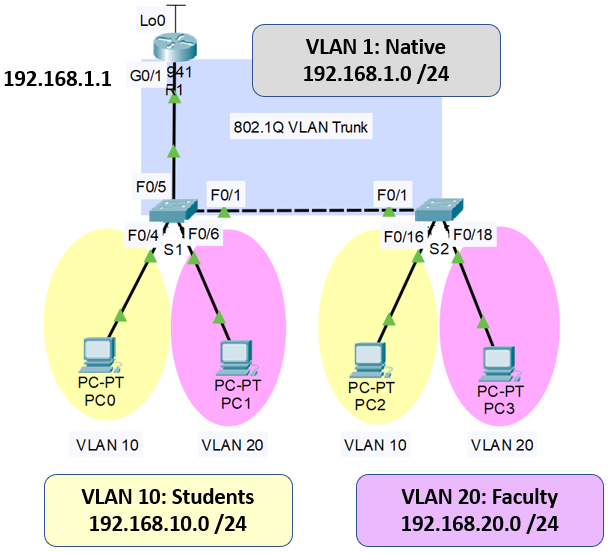 Lo0
VLAN 1: Native
192.168.1.0 /24
192.168.1.1
G0/1
941
R1
802.1Q VLAN Trunk
F0/5
F0/1
F0/1
F0/4
F0/6
S1
F0/16
F0/18
S2
PC-PT
PC0
PC-PT
PC1
PC-PT
PC2
PC-PT
PC3
VLAN 10
VLAN 20
VLAN 10
VLAN 20
VLAN 10: Students
192.168.10.0 /24
VLAN 20: Faculty
192.168.20.0 /24